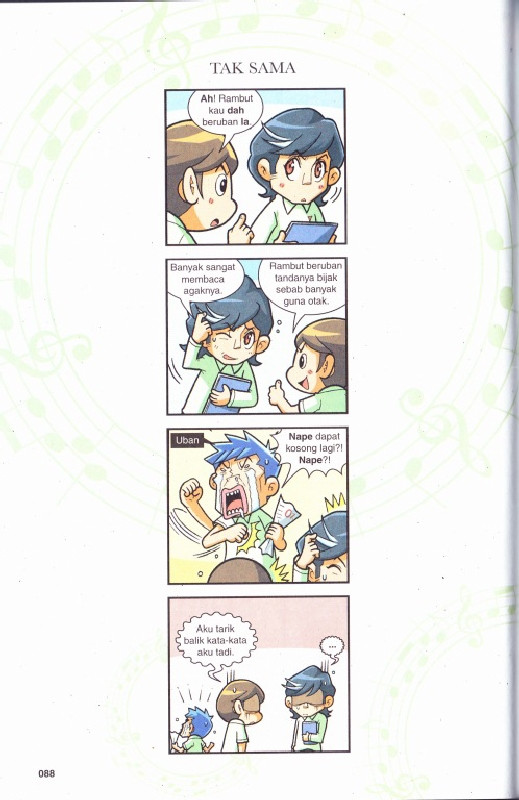 TAK SAMA
Ah! Rambut
kau dah
beruban la.
Banyak sangat
membaca
agaknya.
Rambut beruban
tandanya bijak
sebab banyak
guna otak.
Uban
Nape dapat
kosong lagi?!
Nape?!
0
Aku tarik
balik kata-kata
aku tadi.
...
088